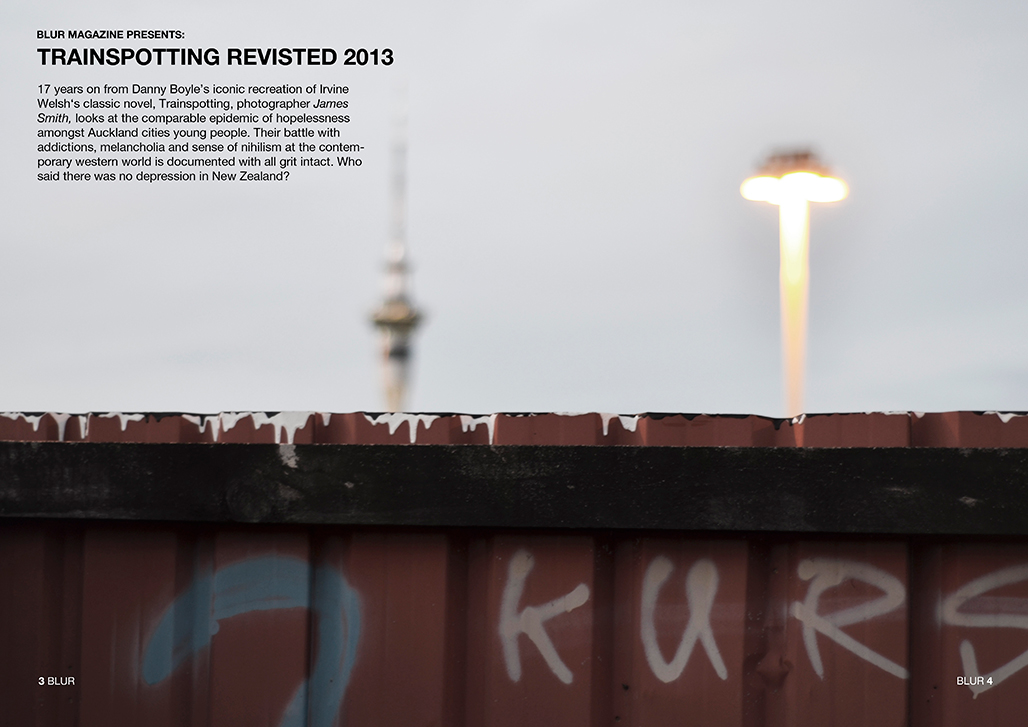 BLUR MAGAZINE PRESENTS:
TRAINSPOTTING REVISTED 2013
17 years on from Danny Boyle's iconic recreation of Irvine
Welsh's classic novel, Trainspotting, photographer James
Smith, looks at the comparable epidemic of hopelessness
amongst Auckland cities young people. Their battle with
addictions, melancholia and sense of nihilism at the contem-
porary western world is documented with all grit intact. Who
said there was no depression in New Zealand?
KURS
3 BLUR
BLUR 4